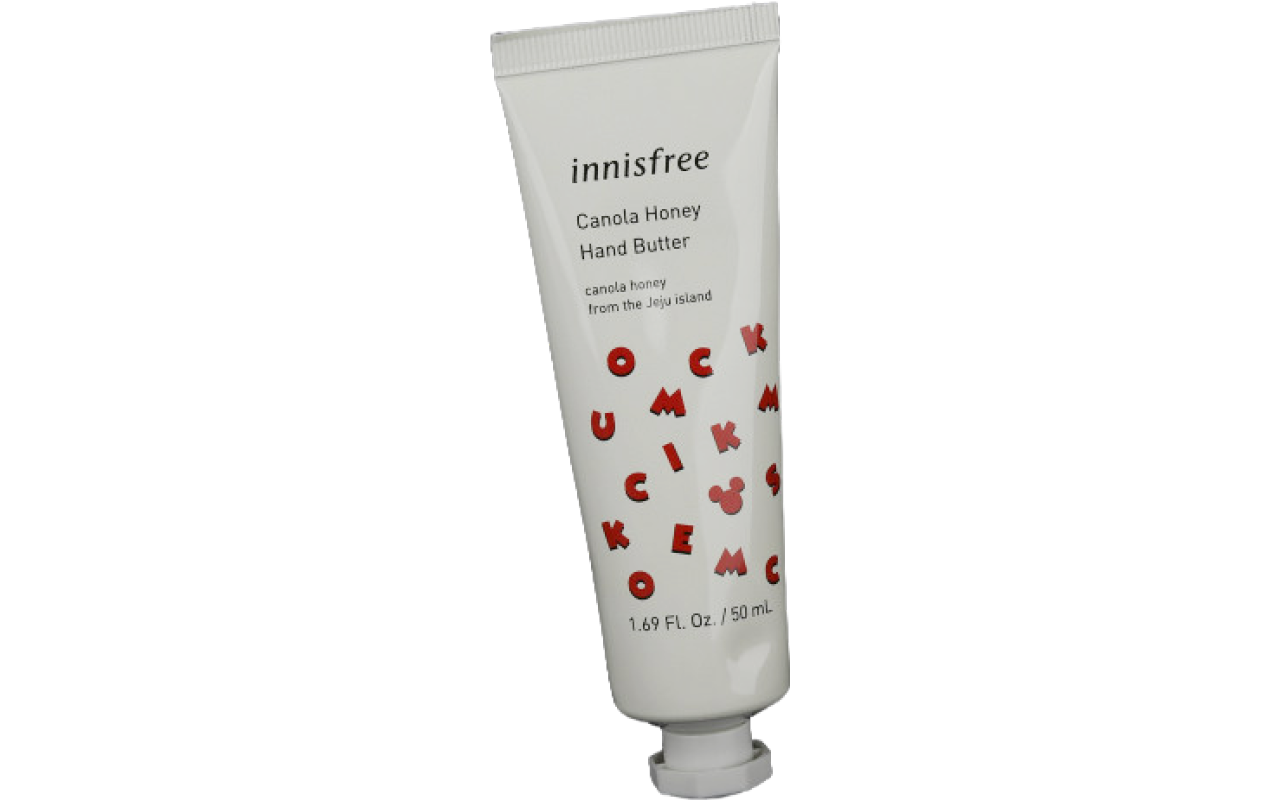 innisfree
Canola Honey
Hand Butter
canola honey
from the Jeju island
O C K
U M M
I K
C S
K E M C
O
1.69 Fl. Oz. / 50 mL